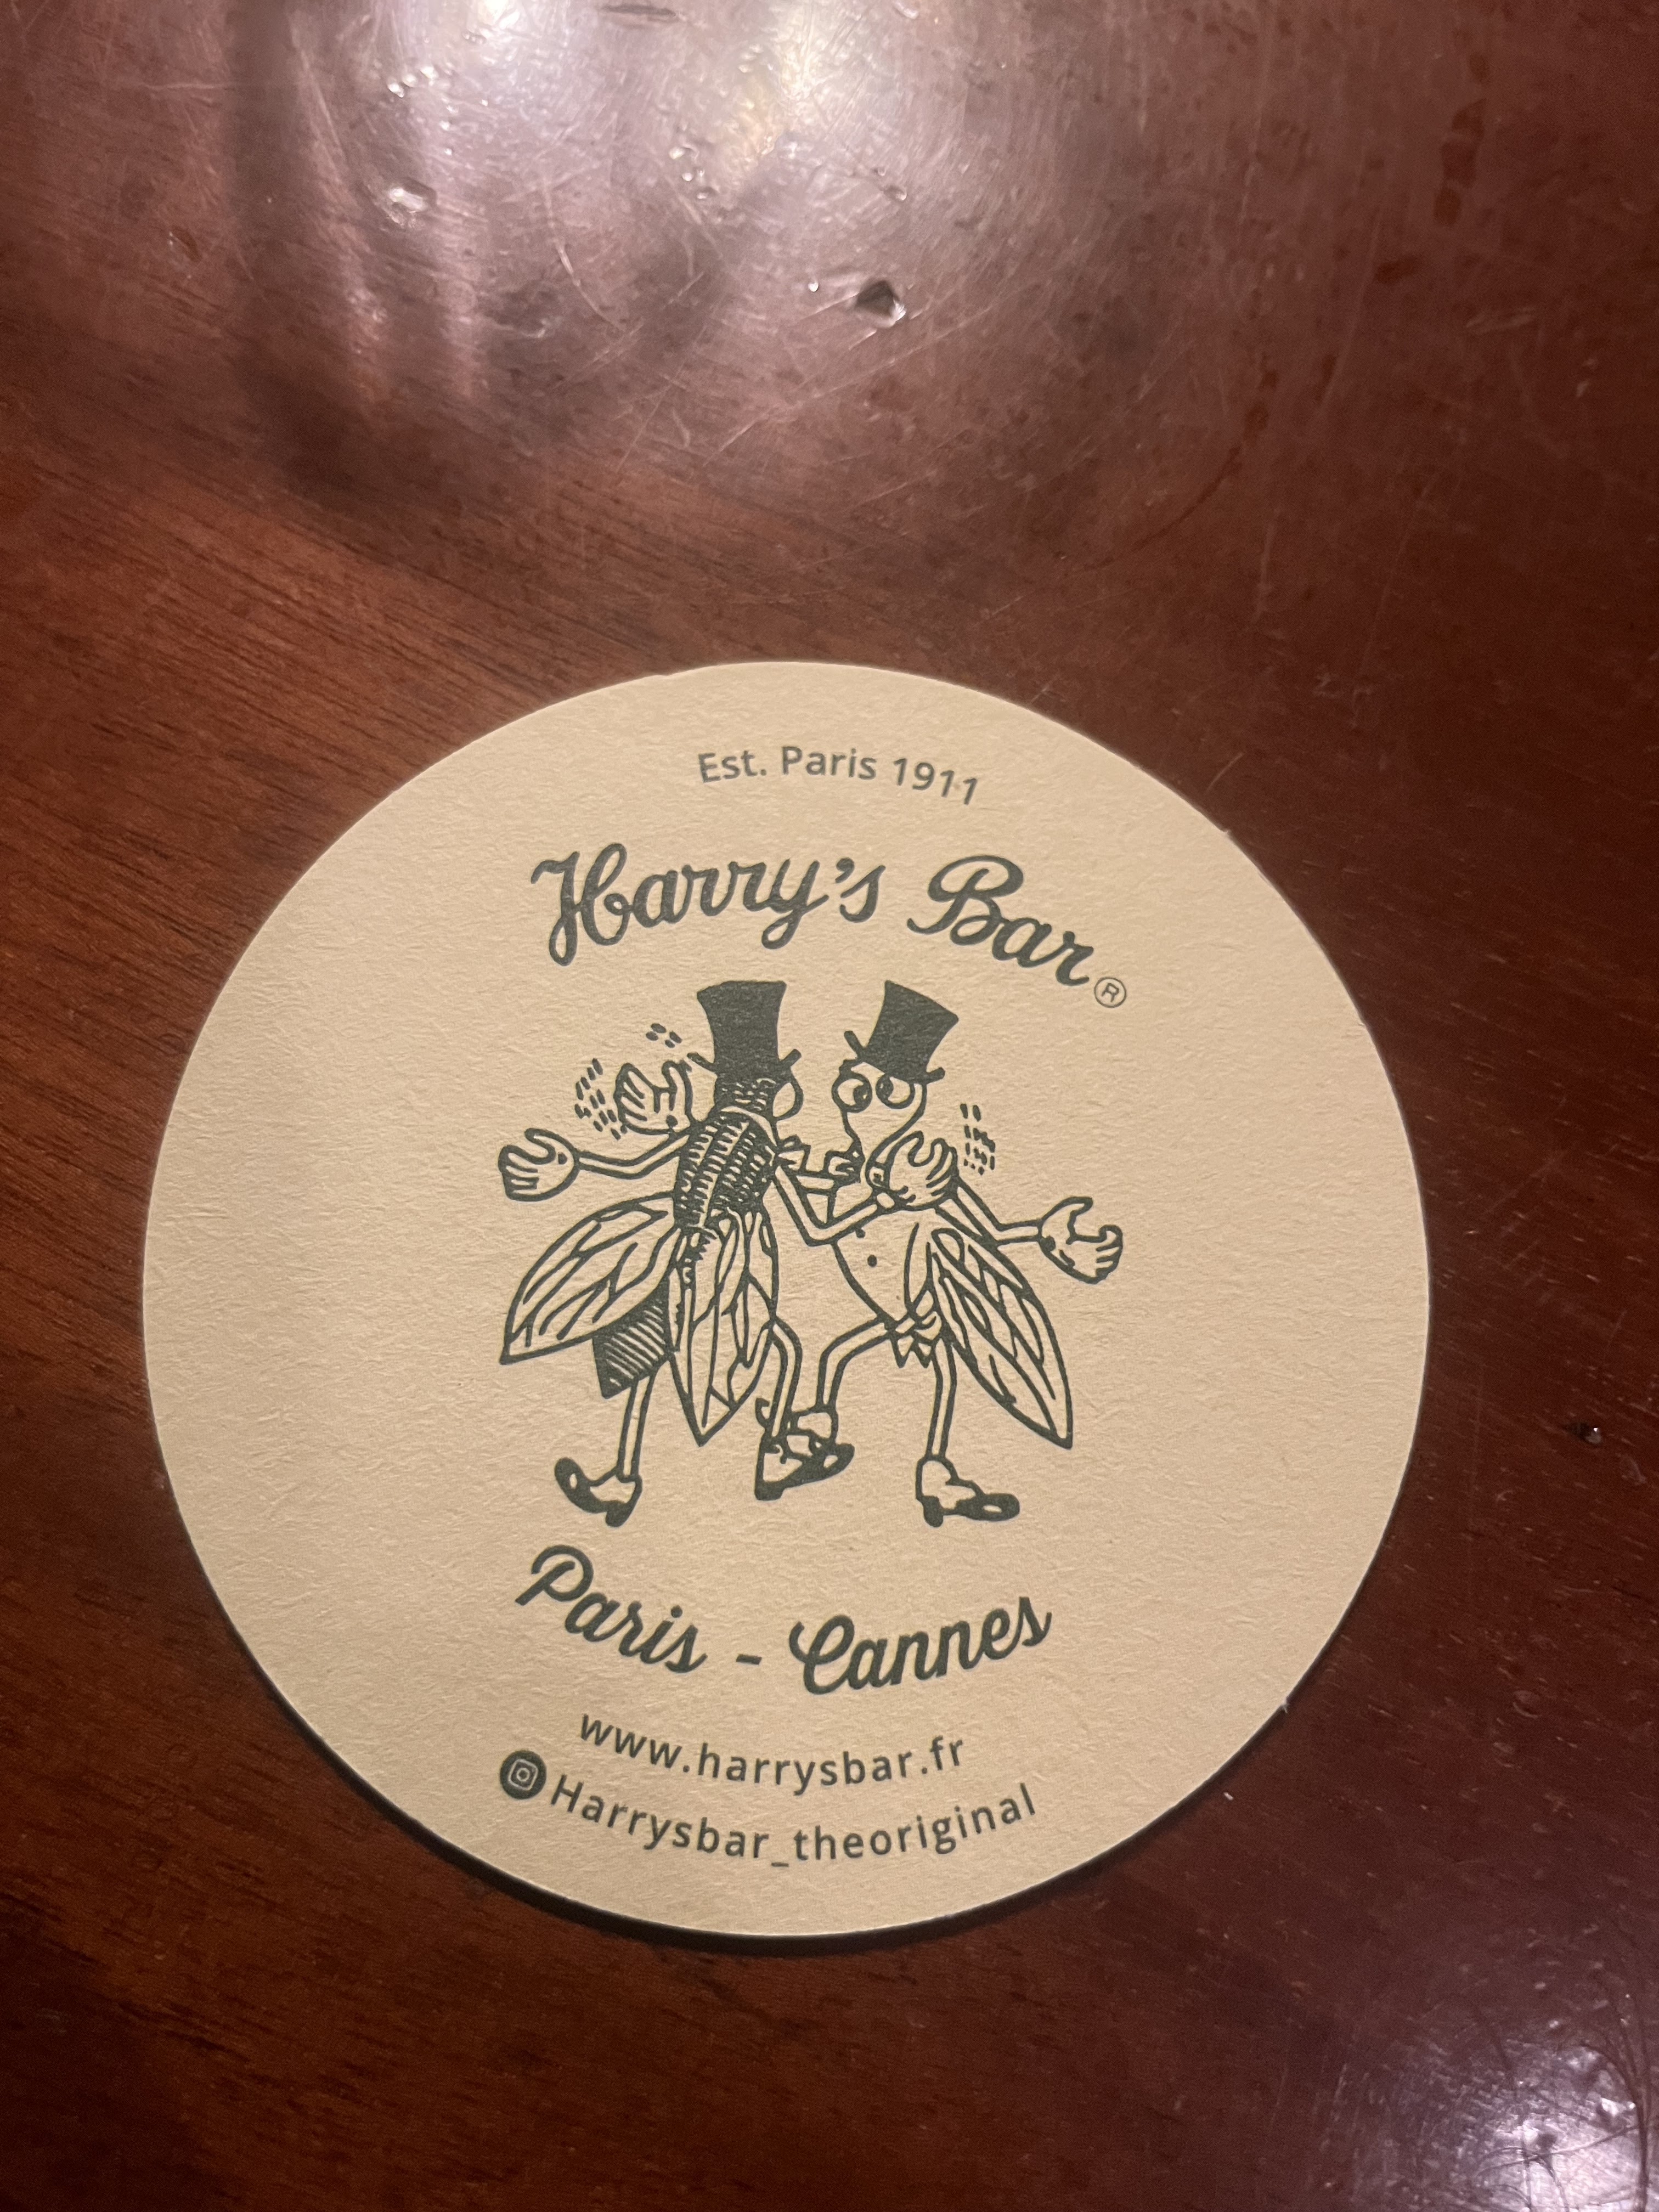 Est. Paris 1911
Harry's Bar®
Paris - Cannes
www.harrysbar.fr
Harrysbar_theoriginal